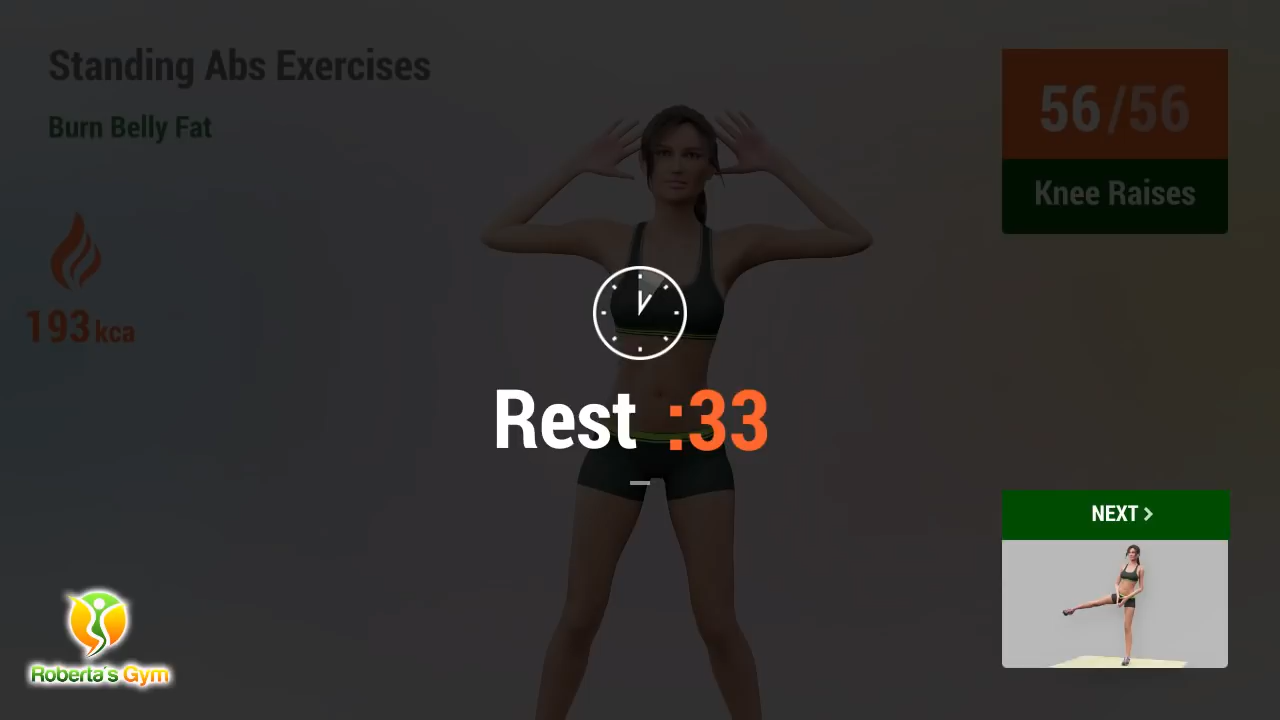 Standing Abs Exercises
Burn Belly Fat
56/56
Knee Raises
193 kca
Rest :33
NEXT >
Roberta's Gym